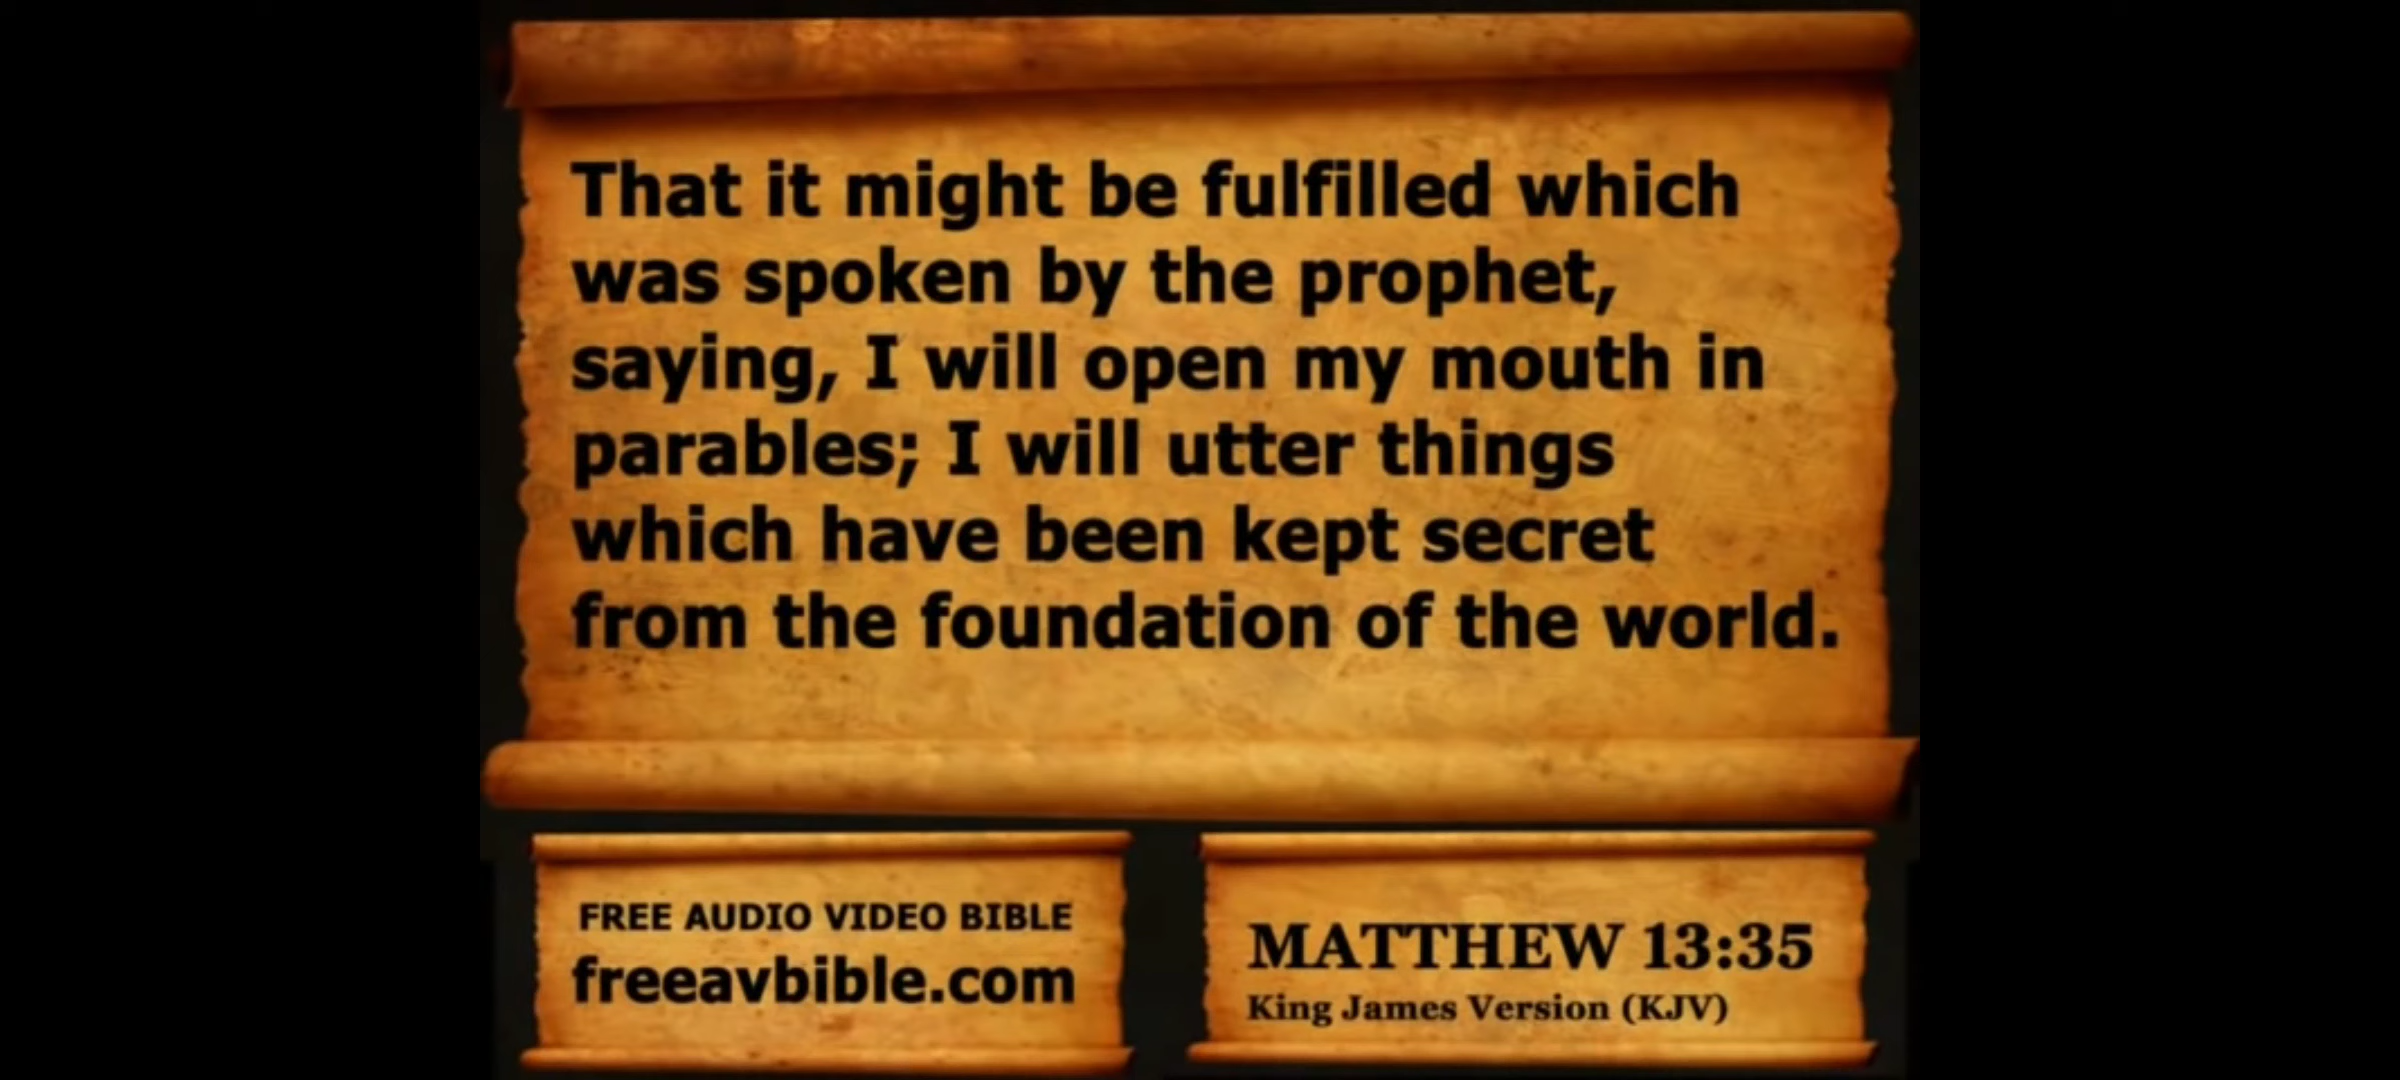 That it might be fulfilled which
was spoken by the prophet,
saying, I will open my mouth in
parables; I will utter things
which have been kept secret
from the foundation of the world.
FREE AUDIO VIDEO BIBLE
freeavbible.com
MATTHEW 13:35
King James Version (KJV)